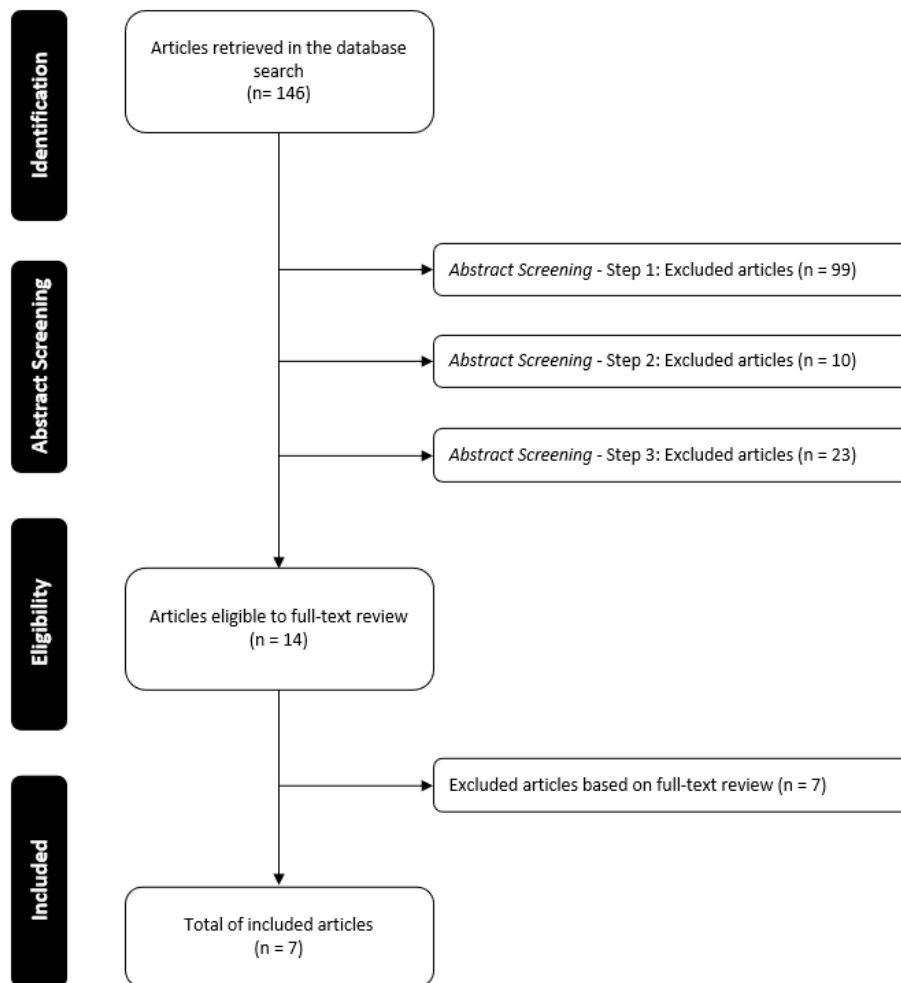 Identification
Articles retrieved in the database
search
(n= 146)
Abstract Screening
Abstract Screening - Step 1: Excluded articles (n = 99)
Abstract Screening - Step 2: Excluded articles (n = 10)
Abstract Screening - Step 3: Excluded articles (n = 23)
Eligibility
Articles eligible to full-text review
(n = 14)
Included
Excluded articles based on full-text review (n = 7)
Total of included articles
(n = 7)